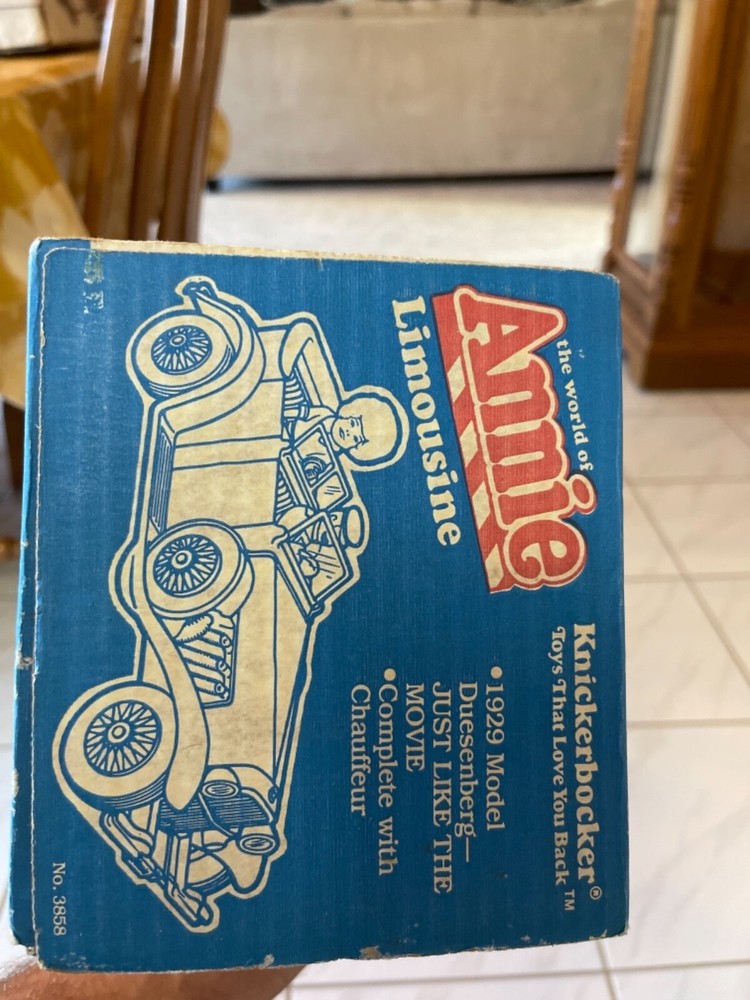 the world of
Annie
Limousine
Knickerbocker®
Toys That Love You Back™
•1929 Model
Duesenberg—
JUST LIKE THE
MOVIE
•Complete with
Chauffeur
No. 3858